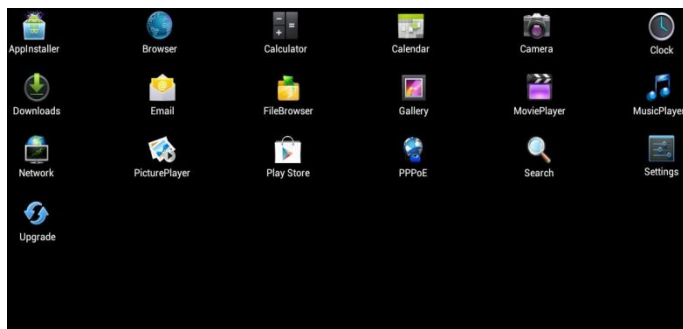 AppInstaller Browser Calculator Calendar Camera Clock
Downloads Email FileBrowser Gallery MoviePlayer MusicPlayer
Network PicturePlayer Play Store PPPoE Search Settings
Upgrade